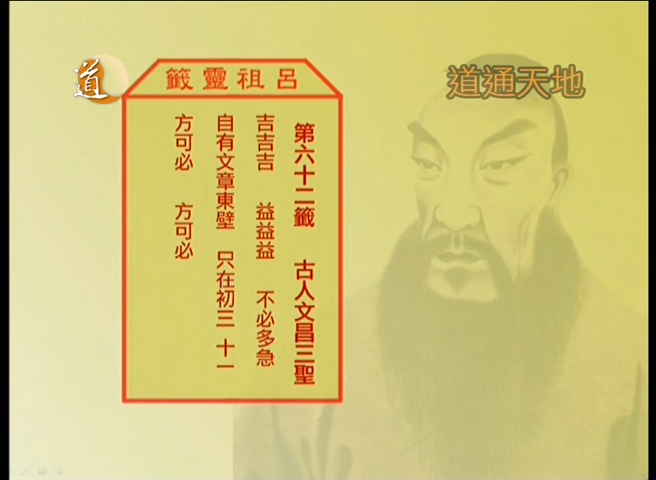 道
道通天地
呂祖靈籤
第六十二籤 古人文昌三聖
吉吉吉 益益益 不必多急
自有文章東壁 只在初三 十一
方可必 方可必